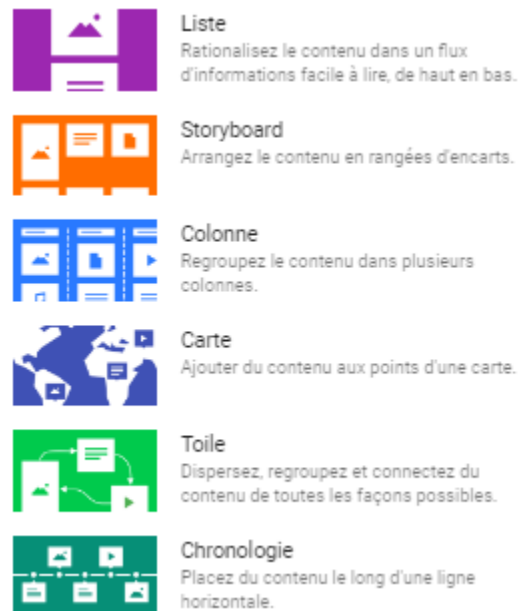 Liste
Rationalisez le contenu dans un flux
d'informations facile à lire, de haut en bas.
Storyboard
Arrangez le contenu en rangées d'encarts.
Colonne
Regroupez le contenu dans plusieurs
colonnes.
Carte
Ajouter du contenu aux points d'une carte.
Toile
Dispersez, regroupez et connectez du
contenu de toutes les façons possibles.
Chronologie
Placez du contenu le long d'une ligne
horizontale.